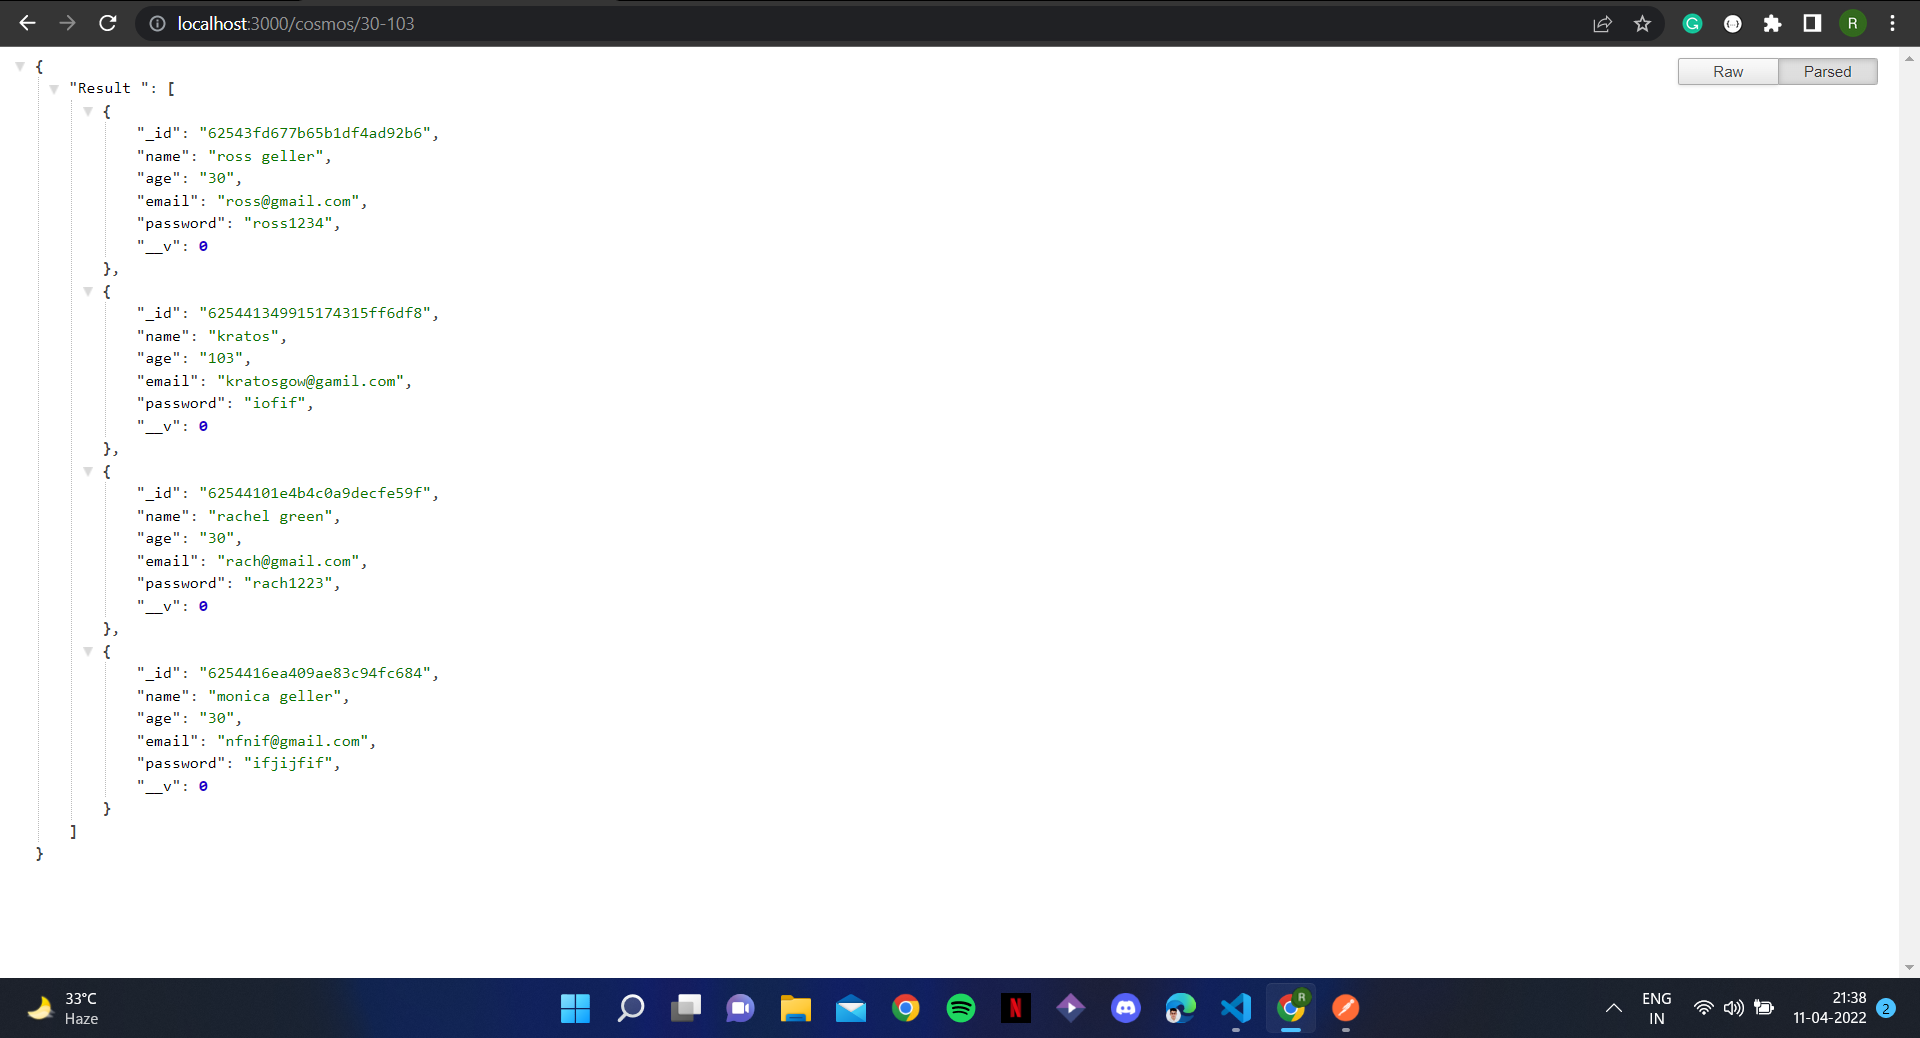 localhost:3000/cosmos/30-103
R
Raw
Parsed
{
"Result ": [
{
"_id": "62543fd677b65b1df4ad92b6",
"name": "ross geller",
"age": "30",
"email": "ross@gmail.com",
"password": "ross1234",
"__v": 0
},
{
"_id": "625441349915174315ff6df8",
"name": "kratos",
"age": "103",
"email": "kratosgow@gamil.com",
"password": "iofif",
"__v": 0
},
{
"_id": "62544101e4b4c0a9decfe59f",
"name": "rachel green",
"age": "30",
"email": "rach@gmail.com",
"password": "rach1223",
"__v": 0
},
{
"_id": "6254416ea409ae83c94fc684",
"name": "monica geller",
"age": "30",
"email": "nfnif@gmail.com",
"password": "ifjijfif",
"__v": 0
}
]
}
33°C
Haze
N
R
ENG
IN
21:38
11-04-2022
2